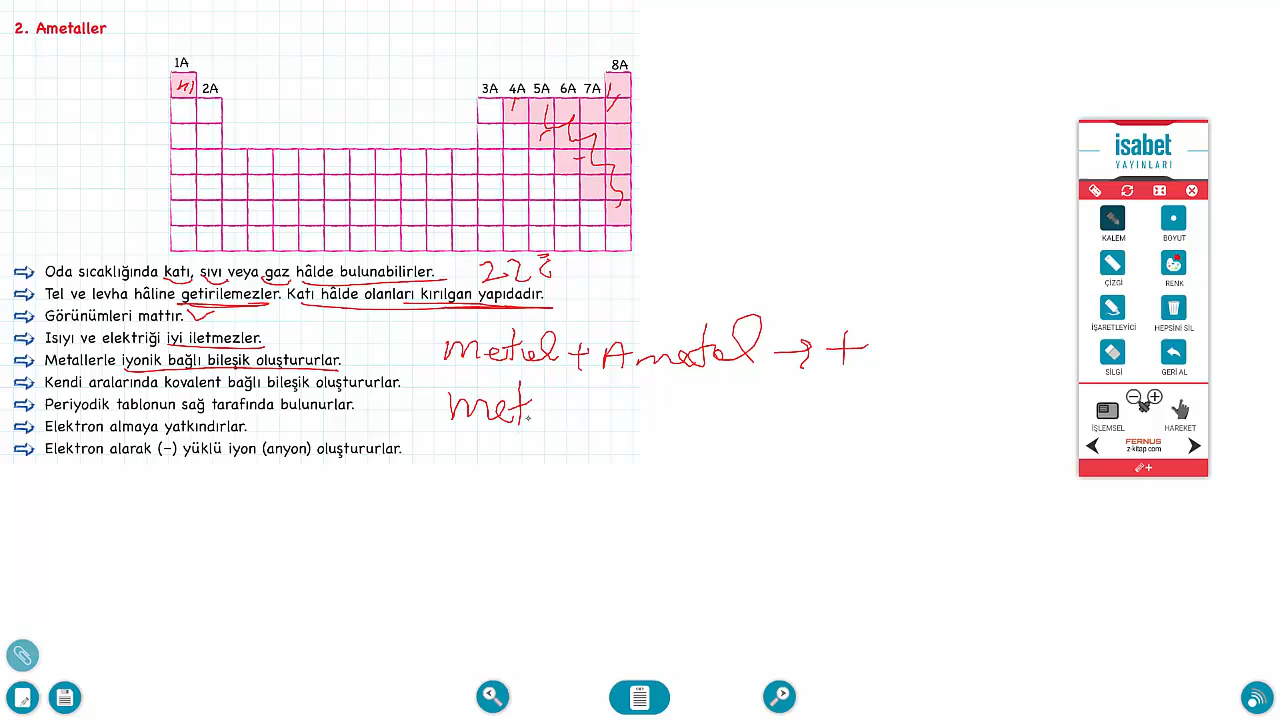 2. Ametaller
1A
8A
2A
3A 4A 5A 6A 7A
Oda sıcaklığında katı, sıvı veya gaz hâlde bulunabilirler.
Tel ve levha hâline getirilemezler. Katı hâlde olanları kırılgan yapıdadır.
Görünümleri mattır.
Isıyı ve elektriği iyi iletmezler.
Metallerle iyonik bağlı bileşik oluştururlar.
Kendi aralarında kovalent bağlı bileşik oluştururlar.
Periyodik tablonun sağ tarafında bulunurlar.
Elektron almaya yatkındırlar.
Elektron alarak (−) yüklü iyon (anyon) oluştururlar.
Metal + Ametal → +
met
isabet
YAYINLARI
KALEM
BOYUT
ÇİZGİ
RENK
İŞARETLEYİCİ
HEPSİNİ SİL
SİLGİ
GERİ AL
İŞLEMSEL
HAREKET
FERNUS
z-kitap.com